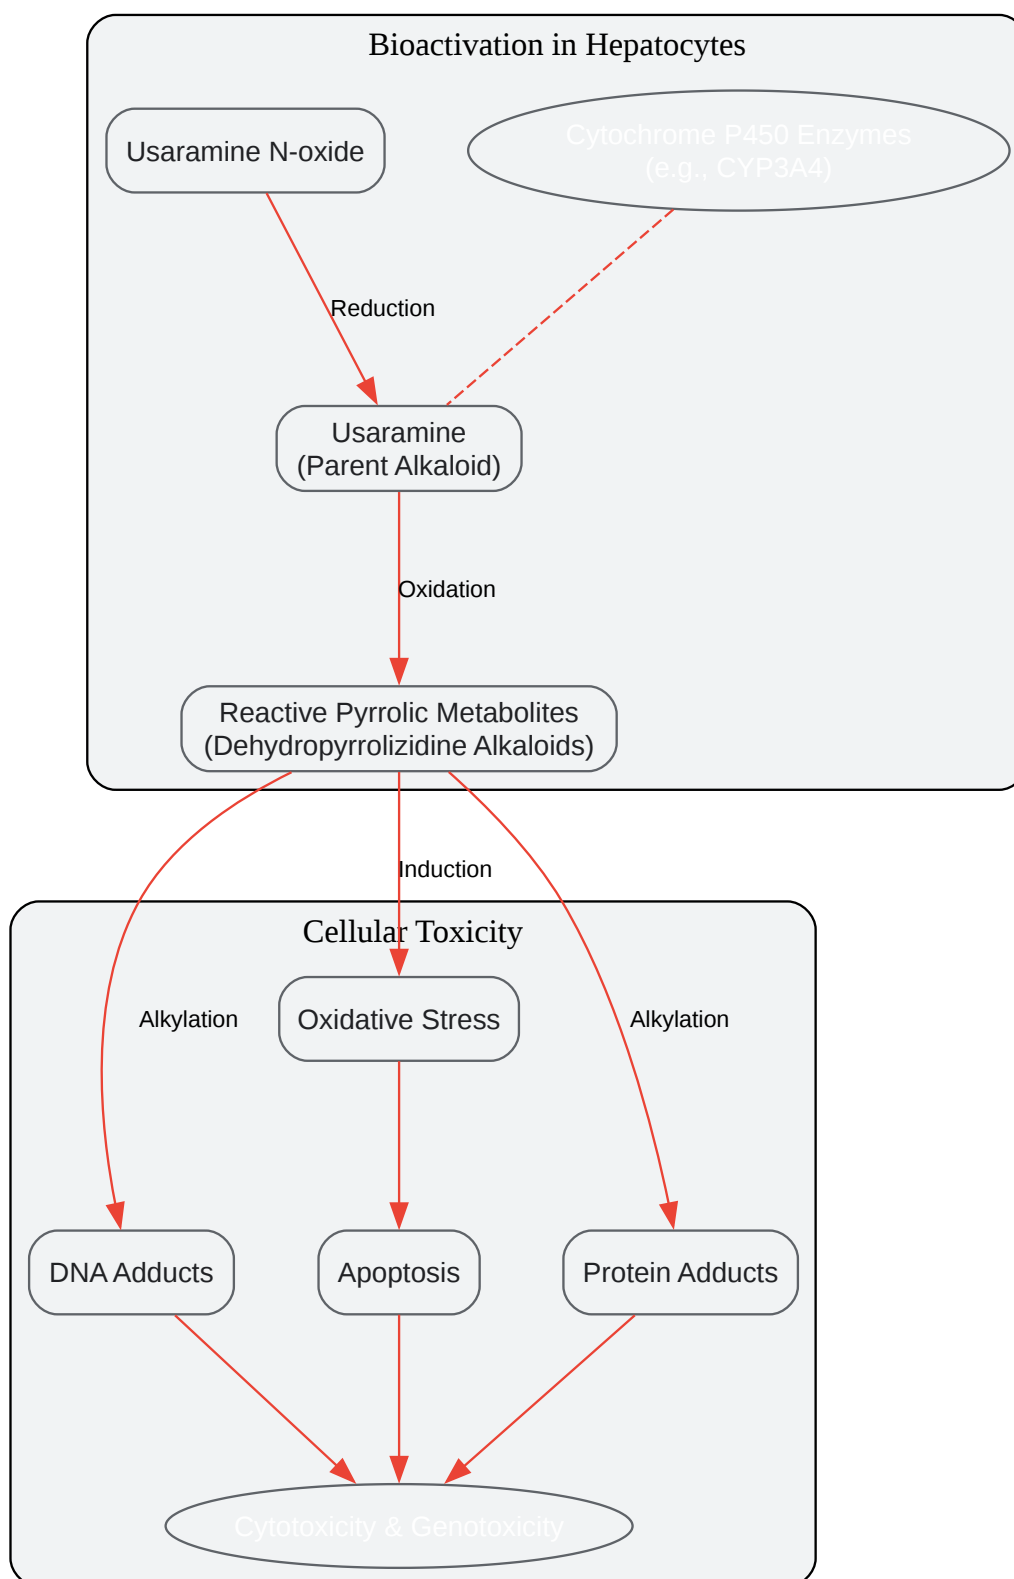 Bioactivation in Hepatocytes
Usaramine N-oxide
Cytochrome P450 Enzymes
(e.g., CYP3A4)
Reduction
Usaramine
(Parent Alkaloid)
Oxidation
Reactive Pyrrolic Metabolites
(Dehydropyrrolizidine Alkaloids)
Induction
Cellular Toxicity
Alkylation
Oxidative Stress
Alkylation
DNA Adducts
Apoptosis
Protein Adducts
Cytotoxicity & Genotoxicity